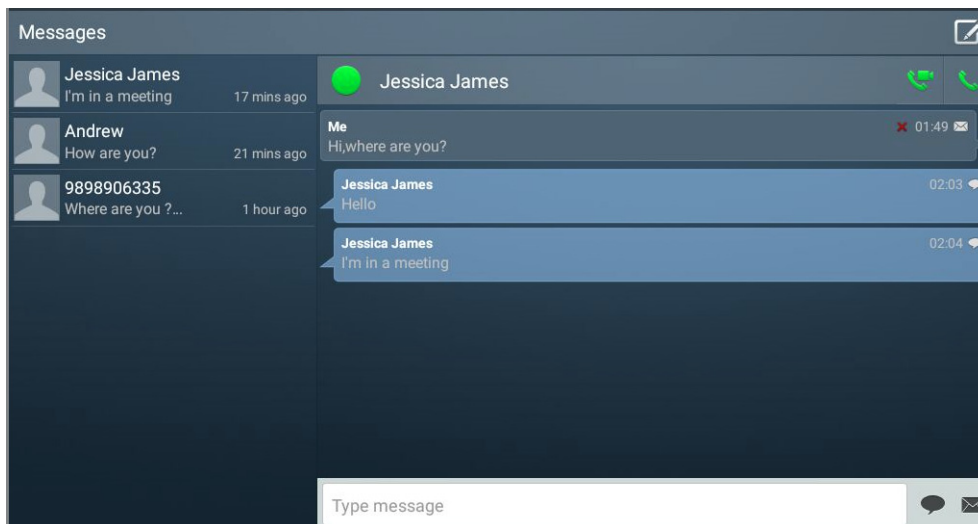 Messages
Jessica James
I'm in a meeting 17 mins ago
Andrew
How are you? 21 mins ago
9898906335
Where are you ?... 1 hour ago
Jessica James
Me 01:49
Hi,where are you?
Jessica James 02:03
Hello
Jessica James 02:04
I'm in a meeting
Type message